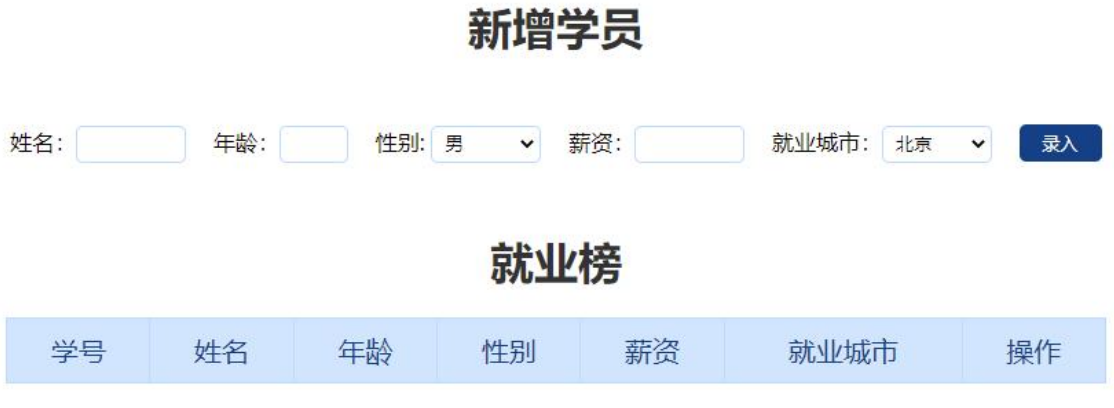 新增学员
姓名： 年龄： 性别: 男 薪资： 就业城市： 北京 录入
就业榜
学号 姓名 年龄 性别 薪资 就业城市 操作